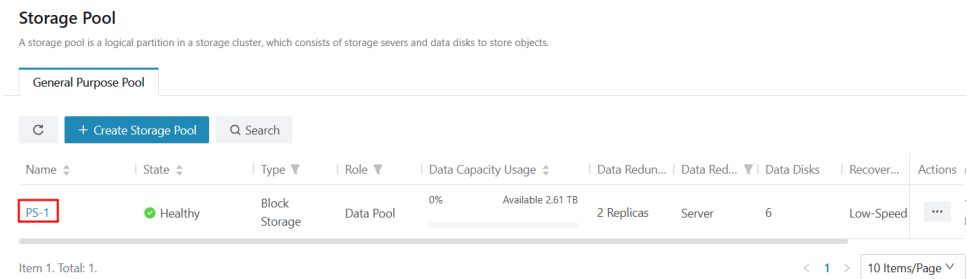 Storage Pool
A storage pool is a logical partition in a storage cluster, which consists of storage severs and data disks to store objects.
General Purpose Pool
+ Create Storage Pool Search
Name State Type Role Data Capacity Usage Data Redun... Data Red... Data Disks Recover... Actions
PS-1 Healthy Block Storage Data Pool 0% Available 2.61 TB 2 Replicas Server 6 Low-Speed ...
Item 1. Total: 1. < 1 > 10 Items/Page